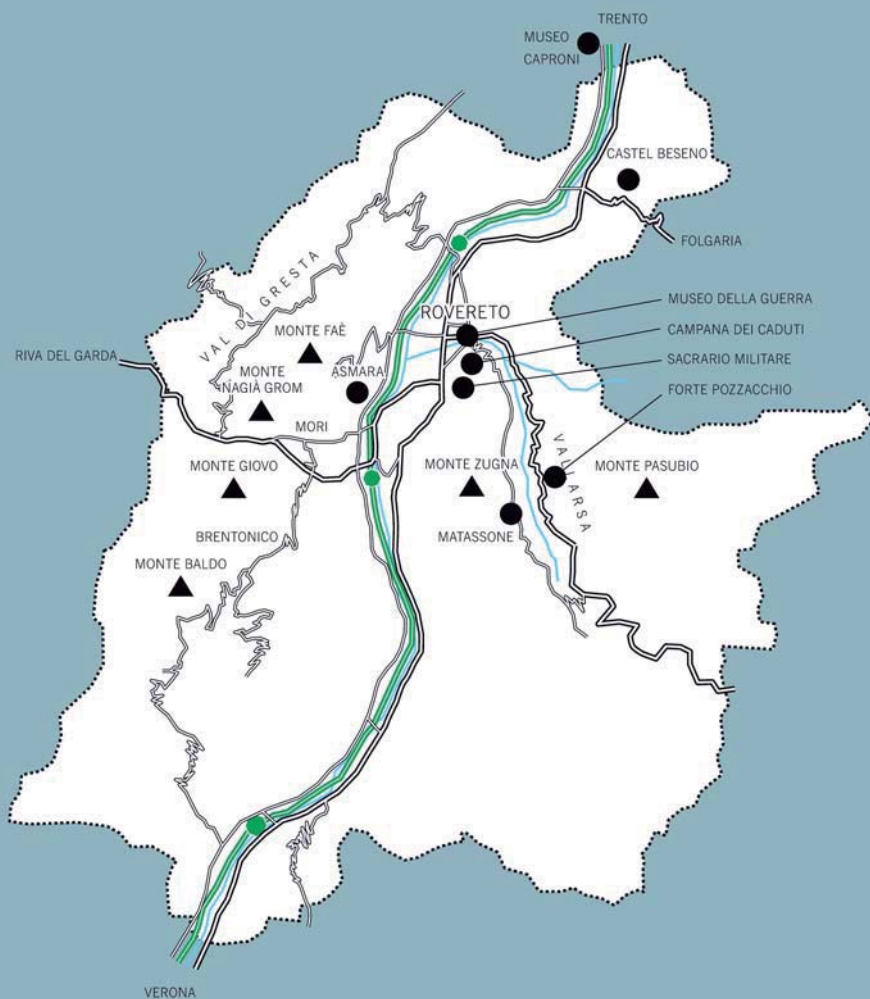 TRENTO
MUSEO
CAPRONI
CASTEL BESENO
FOLGARIA
VAL DI GRESTA
ROVERETO
MUSEO DELLA GUERRA
CAMPANA DEI CADUTI
SACRARIO MILITARE
FORTE POZZACCHIO
MONTE FAÈ
RIVA DEL GARDA
MONTE
NAGIÀ GROM
ASMARA
MORI
MONTE GIOVO
MONTE ZUGNA
VALLARSA
MONTE PASUBIO
BRENTONICO
MATASSONE
MONTE BALDO
VERONA